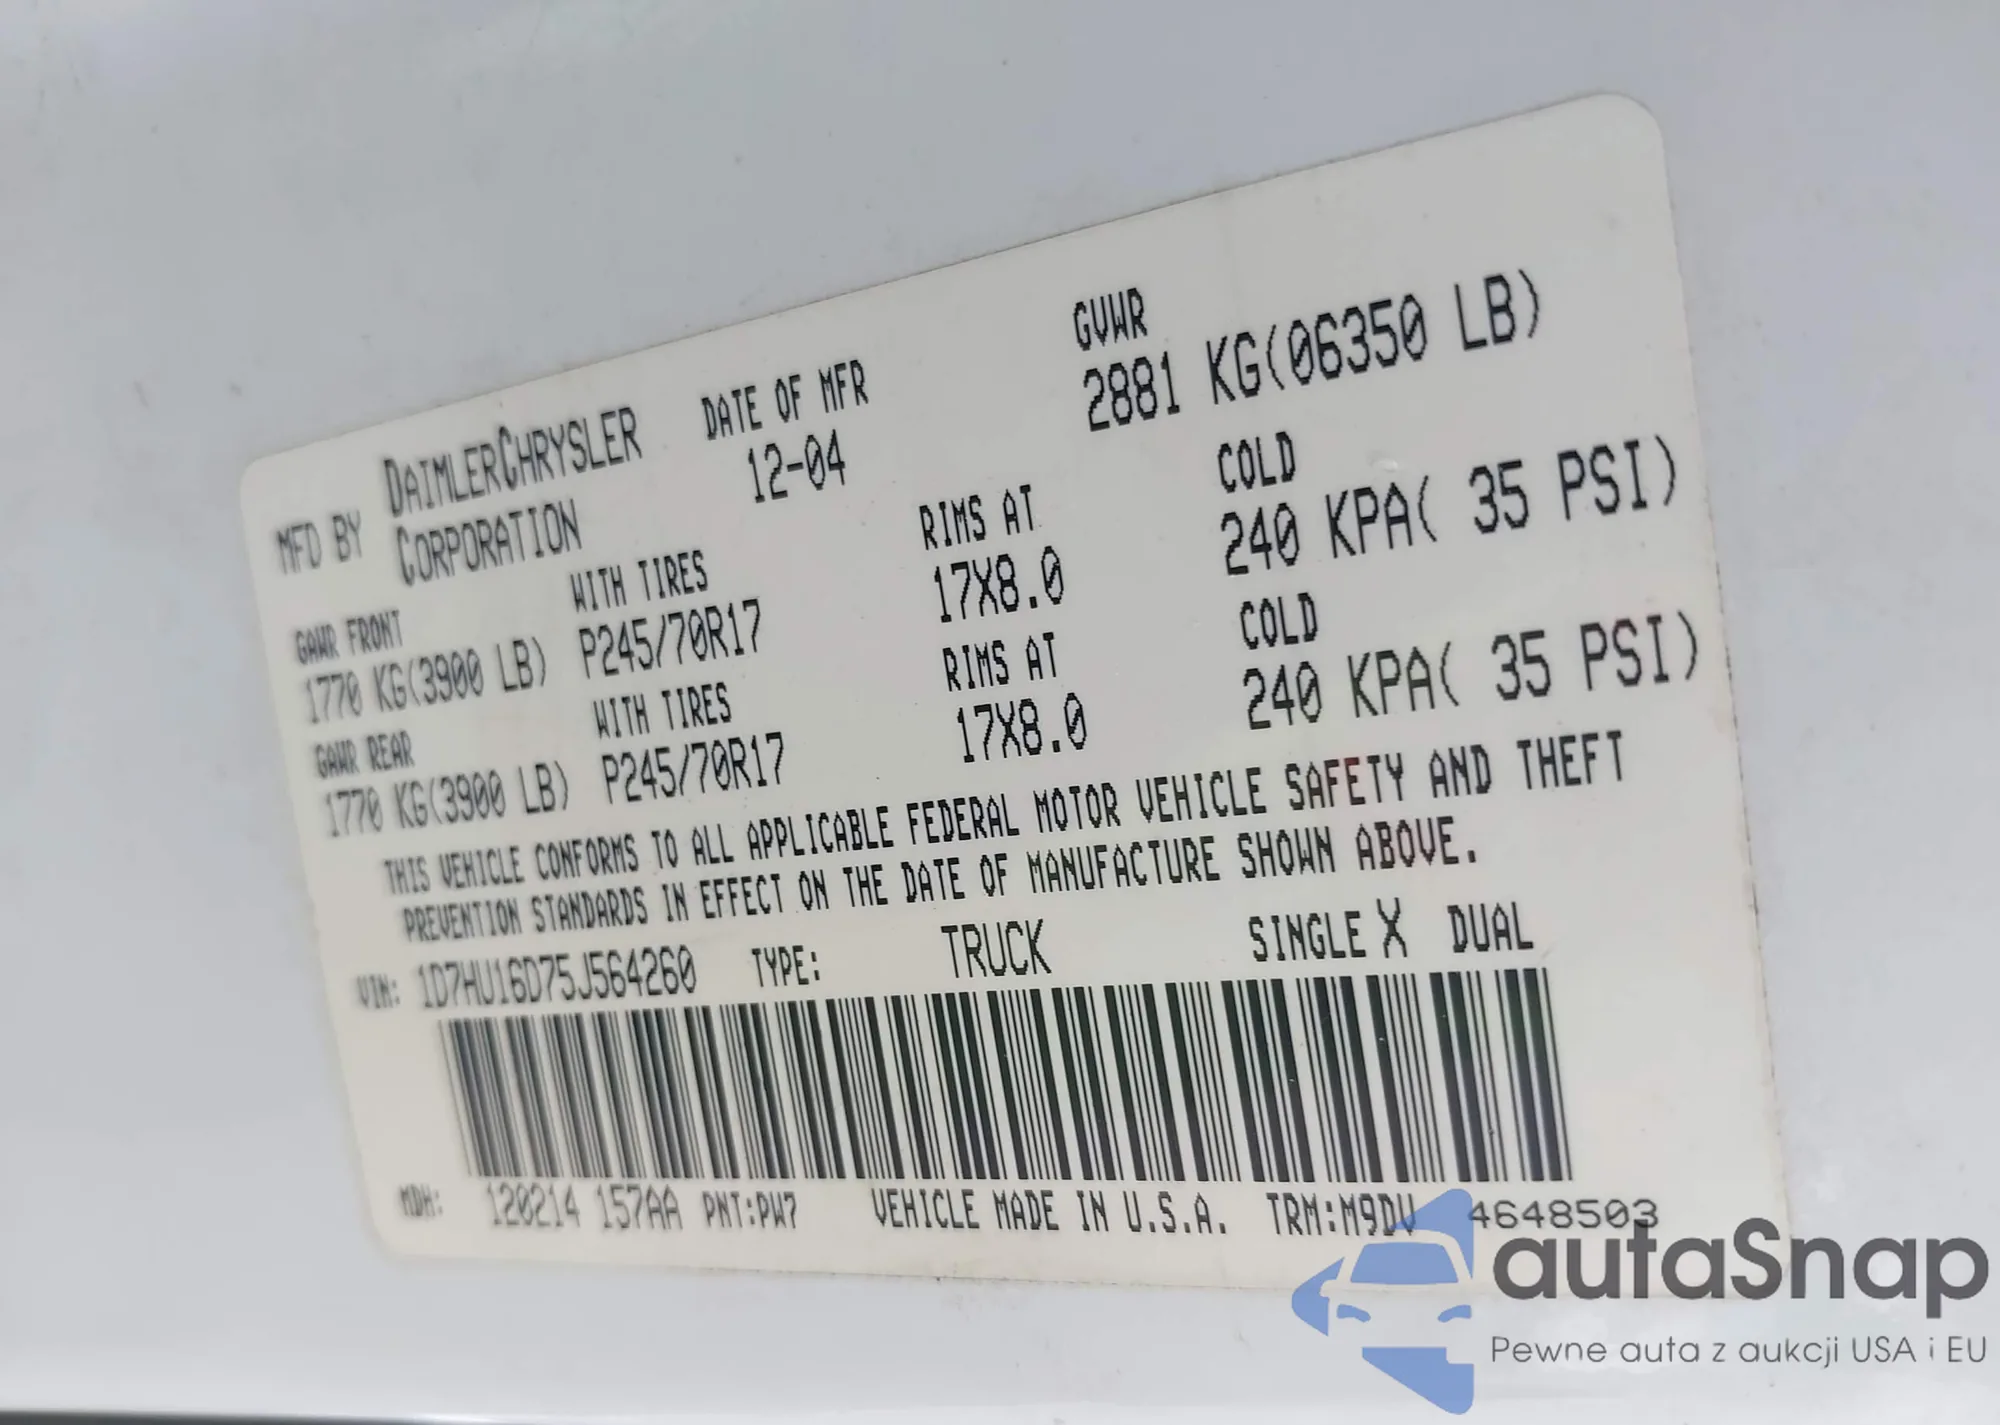 MFD BY DAIMLERCHRYSLER CORPORATION
DATE OF MFR
12-04
GVWR
2881 KG(06350 LB)
GAWR FRONT WITH TIRES RIMS AT COLD
1770 KG(3900 LB) P245/70R17 17X8.0 240 KPA( 35 PSI)
GAWR REAR WITH TIRES RIMS AT COLD
1770 KG(3900 LB) P245/70R17 17X8.0 240 KPA( 35 PSI)
THIS VEHICLE CONFORMS TO ALL APPLICABLE FEDERAL MOTOR VEHICLE SAFETY AND THEFT
PREVENTION STANDARDS IN EFFECT ON THE DATE OF MANUFACTURE SHOWN ABOVE.
VIN: 1D7HU16D75J564260 TYPE: TRUCK SINGLE X DUAL
MDH: 120214 157AA PNT:PW7 VEHICLE MADE IN U.S.A. TRM:M9DV 4648503
autaSnap
Pewne auta z aukcji USA i EU